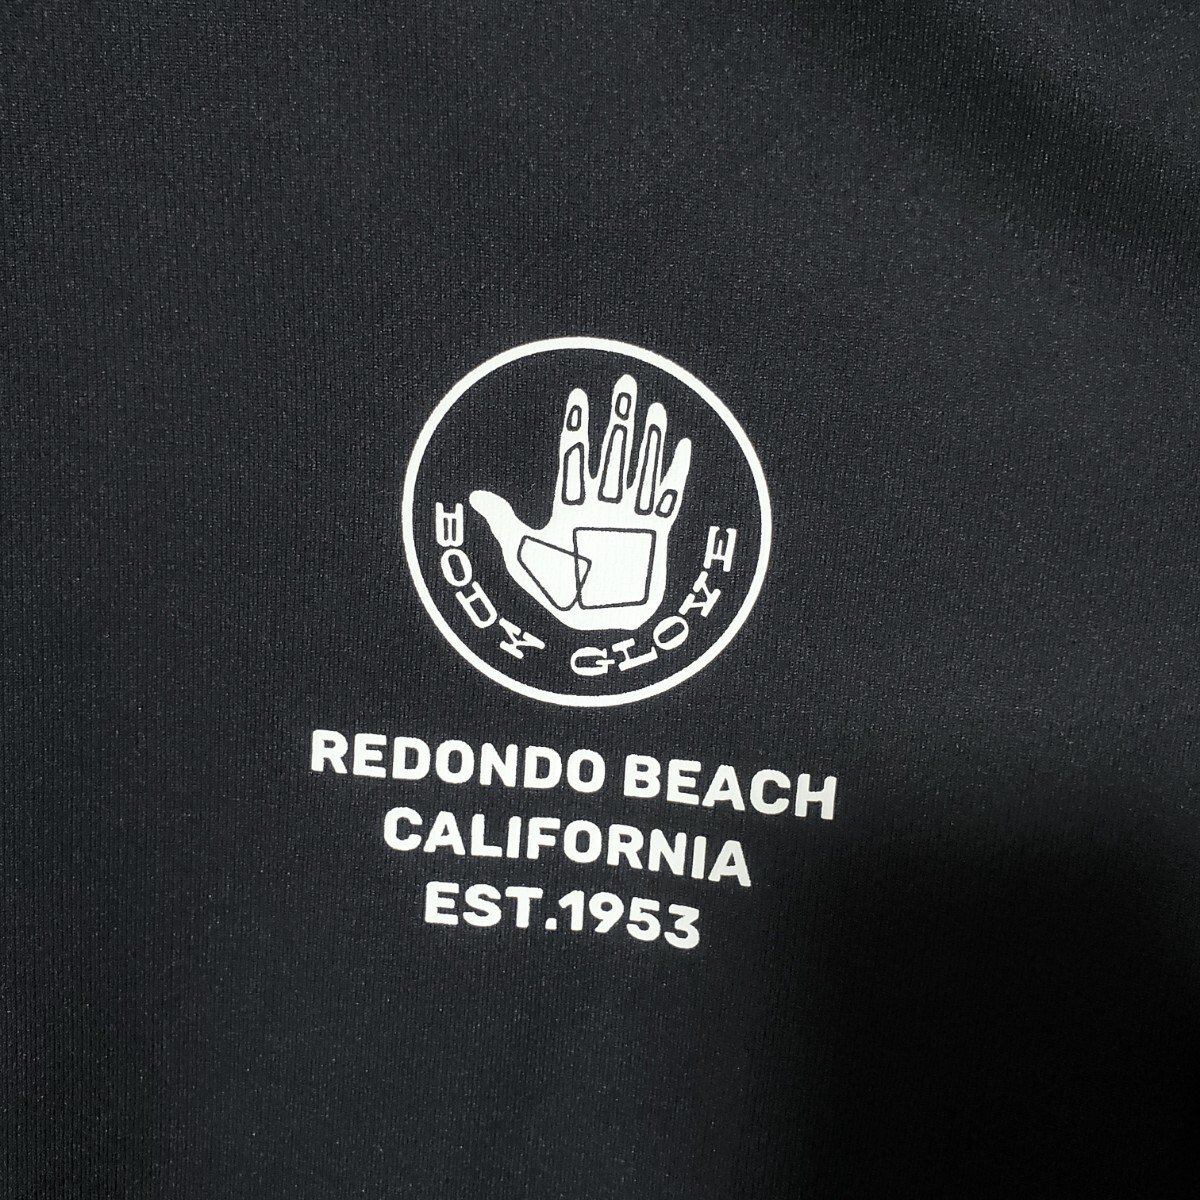 BODY GLOVE
REDONDO BEACH
CALIFORNIA
EST.1953